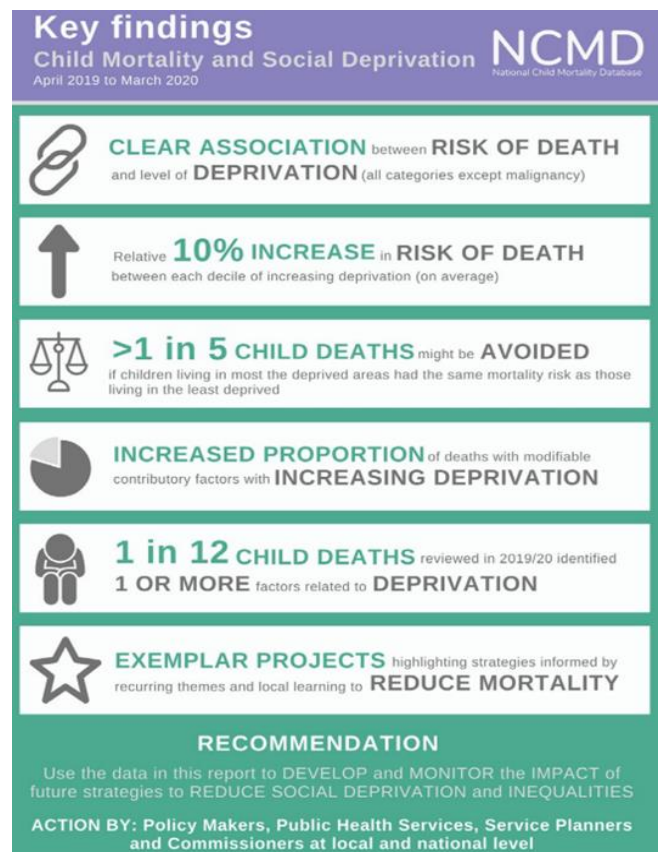 Key findings
Child Mortality and Social Deprivation
April 2019 to March 2020
NCMD
National Child Mortality Database
CLEAR ASSOCIATION between RISK OF DEATH
and level of DEPRIVATION (all categories except malignancy)
Relative 10% INCREASE in RISK OF DEATH
between each decile of increasing deprivation (on average)
>1 in 5 CHILD DEATHS might be AVOIDED
if children living in most the deprived areas had the same mortality risk as those
living in the least deprived
INCREASED PROPORTION of deaths with modifiable
contributory factors with INCREASING DEPRIVATION
1 in 12 CHILD DEATHS reviewed in 2019/20 identified
1 OR MORE factors related to DEPRIVATION
EXEMPLAR PROJECTS highlighting strategies informed by
recurring themes and local learning to REDUCE MORTALITY
RECOMMENDATION
Use the data in this report to DEVELOP and MONITOR the IMPACT of
future strategies to REDUCE SOCIAL DEPRIVATION and INEQUALITIES
ACTION BY: Policy Makers, Public Health Services, Service Planners
and Commissioners at local and national level